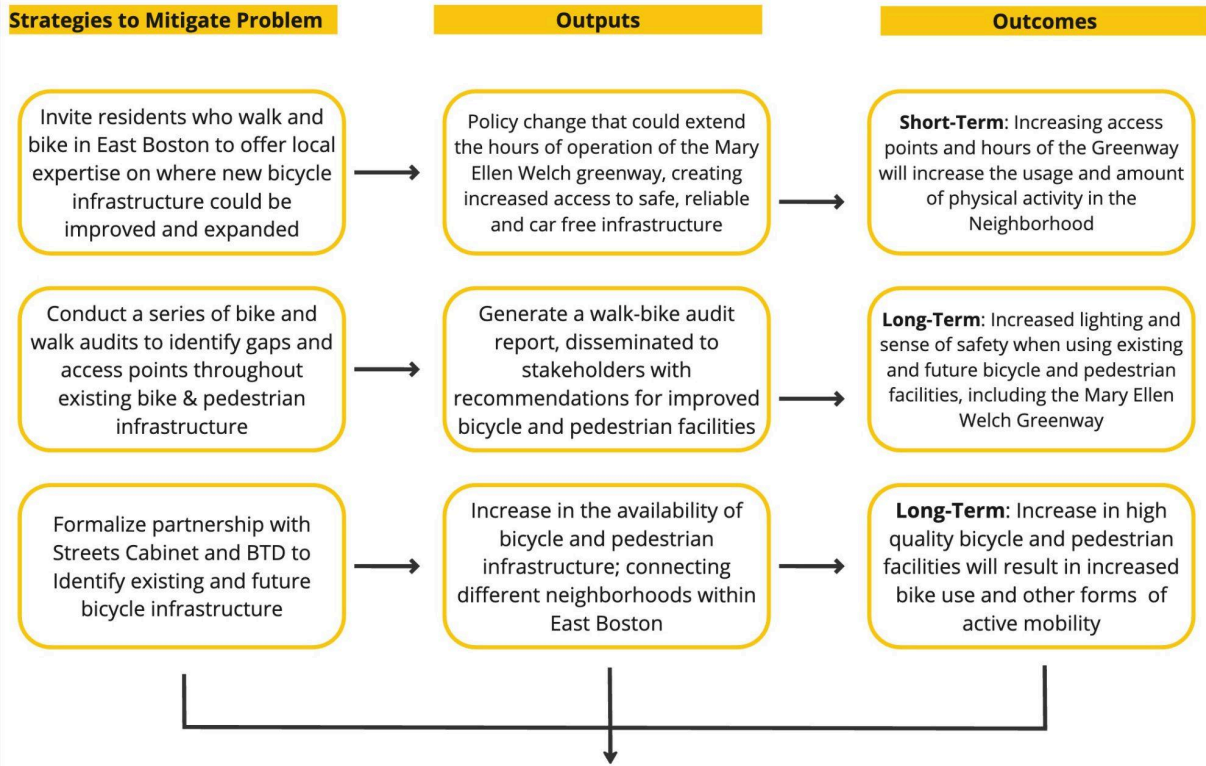 Strategies to Mitigate Problem
Outputs
Outcomes
Invite residents who walk and
bike in East Boston to offer local
expertise on where new bicycle
infrastructure could be
improved and expanded
Policy change that could extend
the hours of operation of the Mary
Ellen Welch greenway, creating
increased access to safe, reliable
and car free infrastructure
Short-Term: Increasing access
points and hours of the Greenway
will increase the usage and amount
of physical activity in the
Neighborhood
Conduct a series of bike and
walk audits to identify gaps and
access points throughout
existing bike & pedestrian
infrastructure
Generate a walk-bike audit
report, disseminated to
stakeholders with
recommendations for improved
bicycle and pedestrian facilities
Long-Term: Increased lighting and
sense of safety when using existing
and future bicycle and pedestrian
facilities, including the Mary Ellen
Welch Greenway
Formalize partnership with
Streets Cabinet and BTD to
Identify existing and future
bicycle infrastructure
Increase in the availability of
bicycle and pedestrian
infrastructure; connecting
different neighborhoods within
East Boston
Long-Term: Increase in high
quality bicycle and pedestrian
facilities will result in increased
bike use and other forms of
active mobility